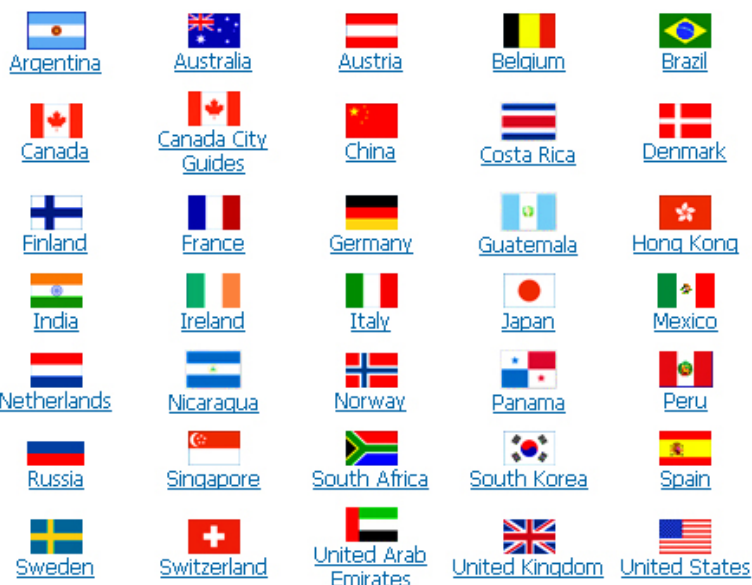 Argentina
Australia
Austria
Belgium
Brazil
Canada
Canada City
Guides
China
Costa Rica
Denmark
Finland
France
Germany
Guatemala
Hong Kong
India
Ireland
Italy
Japan
Mexico
Netherlands
Nicaragua
Norway
Panama
Peru
Russia
Singapore
South Africa
South Korea
Spain
Sweden
Switzerland
United Arab
Emirates
United Kingdom
United States